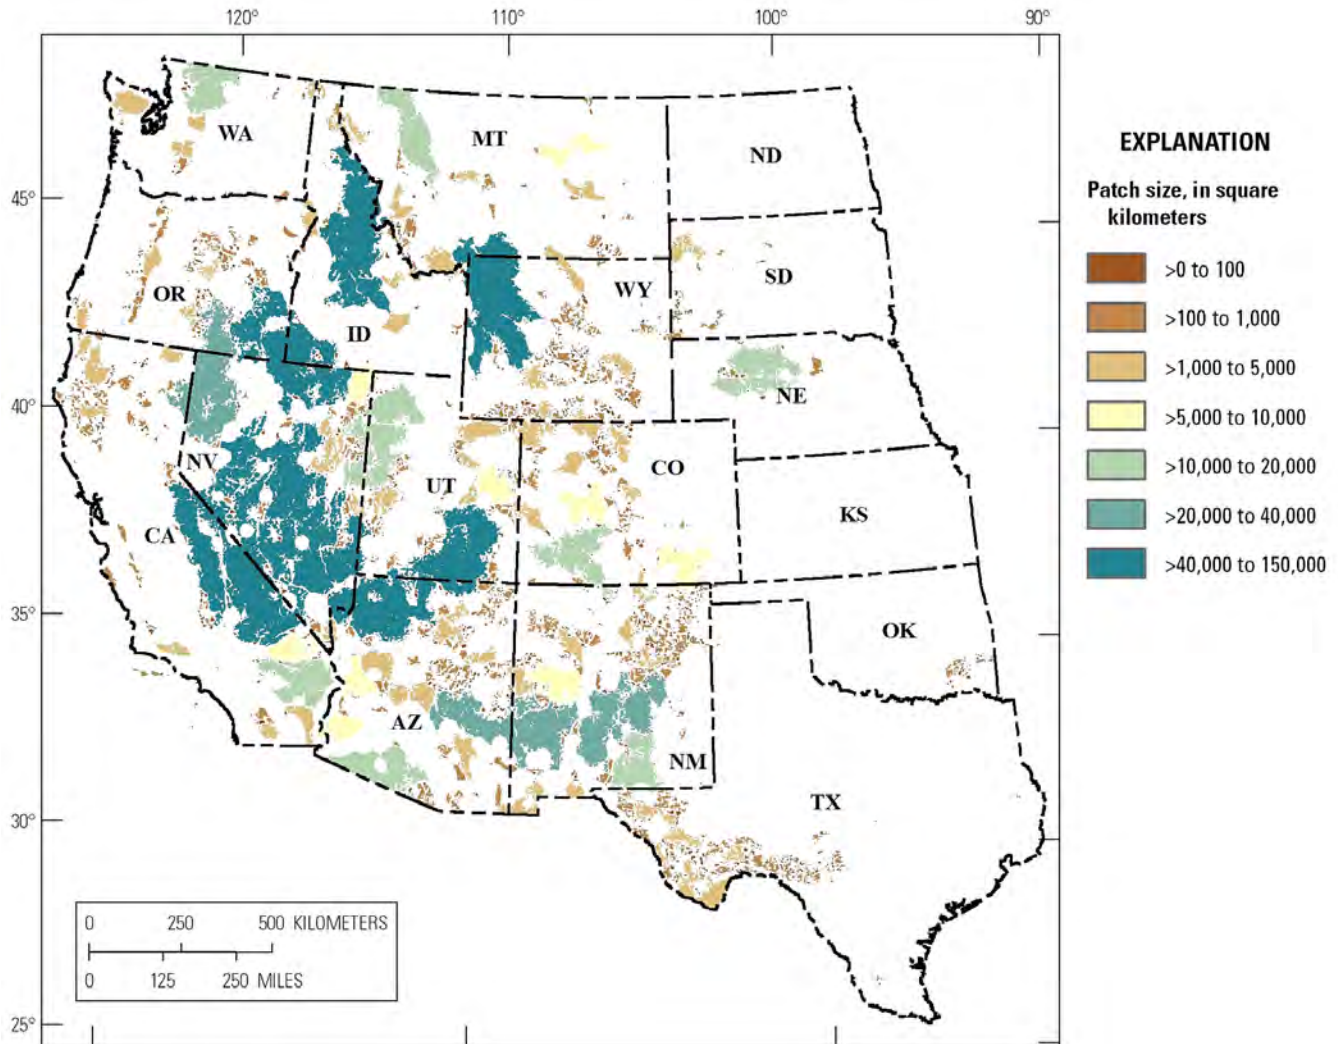 120° 110° 100° 90°
WA
MT
ND
45°
OR
ID
WY
SD
40°
NE
NV
UT
CO
CA
KS
35°
OK
AZ
NM
TX
30°
25°
0 250 500 KILOMETERS
0 125 250 MILES
EXPLANATION
Patch size, in square
kilometers
>0 to 100
>100 to 1,000
>1,000 to 5,000
>5,000 to 10,000
>10,000 to 20,000
>20,000 to 40,000
>40,000 to 150,000